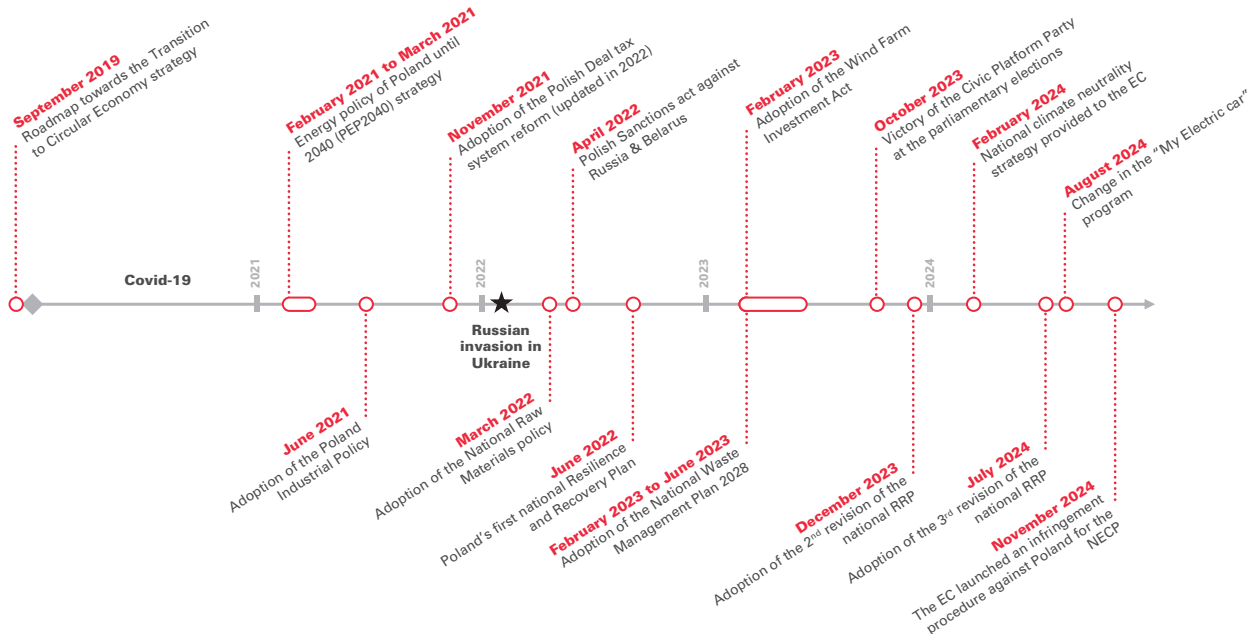 September 2019
Roadmap towards the Transition
to Circular Economy strategy
February 2021 to March 2021
Energy policy of Poland until
2040 (PEP2040) strategy
November 2021
Adoption of the Polish Deal tax
system reform (updated in 2022)
April 2022
Polish Sanctions act against
Russia & Belarus
February 2023
Adoption of the Wind Farm
Investment Act
October 2023
Victory of the Civic Platform Party
at the parliamentary elections
February 2024
National climate neutrality
strategy provided to the EC
August 2024
Change in the “My Electric car”
program
Covid-19
2021
2022
2023
2024
Russian
invasion in
Ukraine
June 2021
Adoption of the Poland
Industrial Policy
March 2022
Adoption of the National Raw
Materials policy
June 2022
Poland’s first national Resilience
and Recovery Plan
February 2023 to June 2023
Adoption of the National Waste
Management Plan 2028
December 2023
Adoption of the 2nd revision of the
national RRP
July 2024
Adoption of the 3rd revision of the
national RRP
November 2024
The EC launched an infringement
procedure against Poland for the
NECP